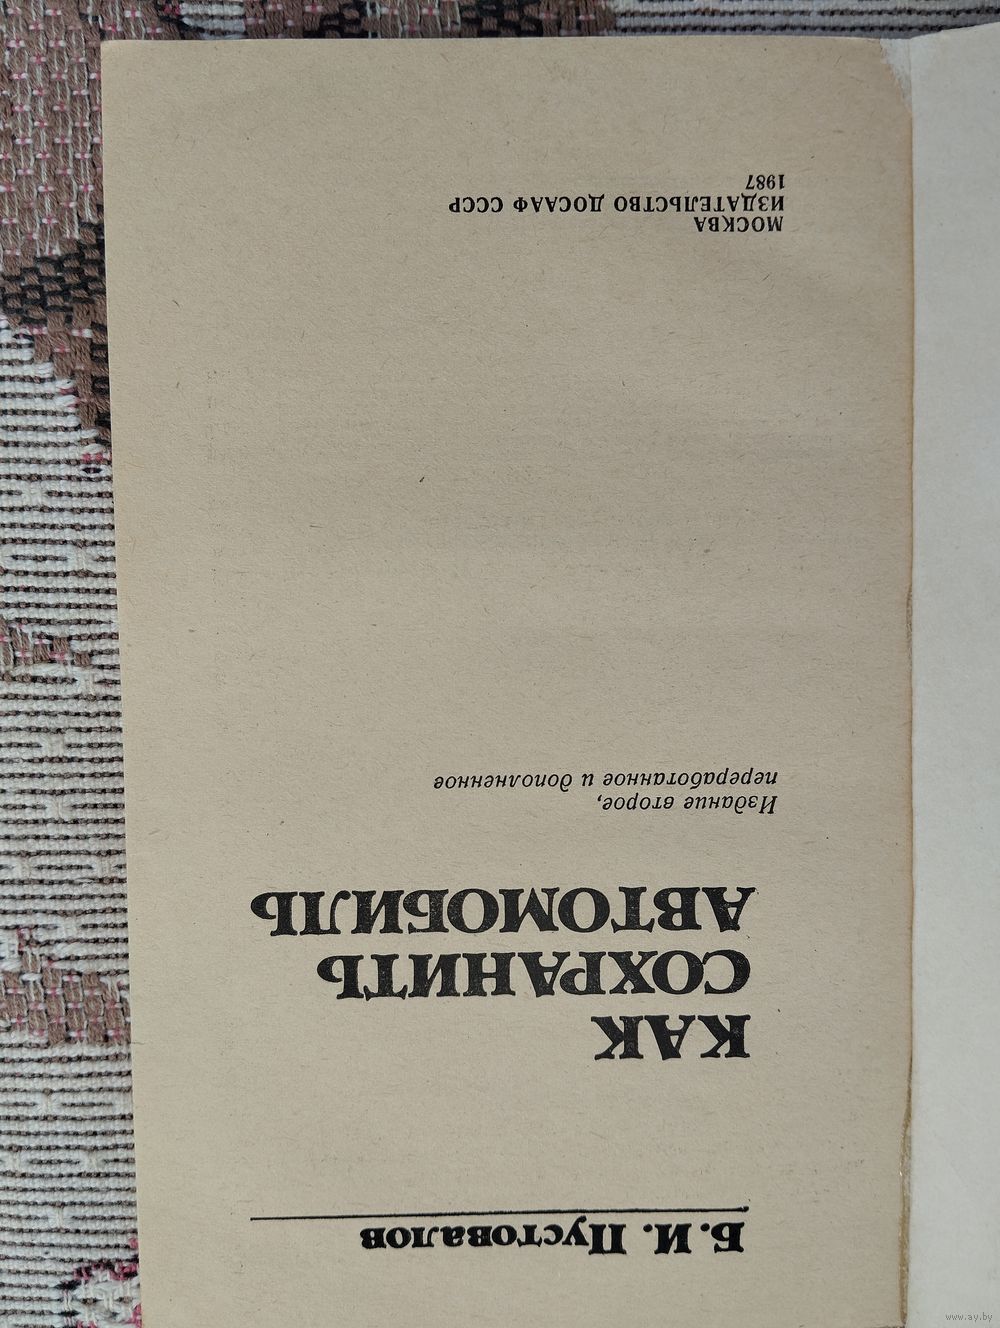 Б.И. Пустовалов
КАК
СОХРАНИТЬ
АВТОМОБИЛЬ
Издание второе,
переработанное и дополненное
МОСКВА
ИЗДАТЕЛЬСТВО ДОСААФ СССР
1987
www.ay.by